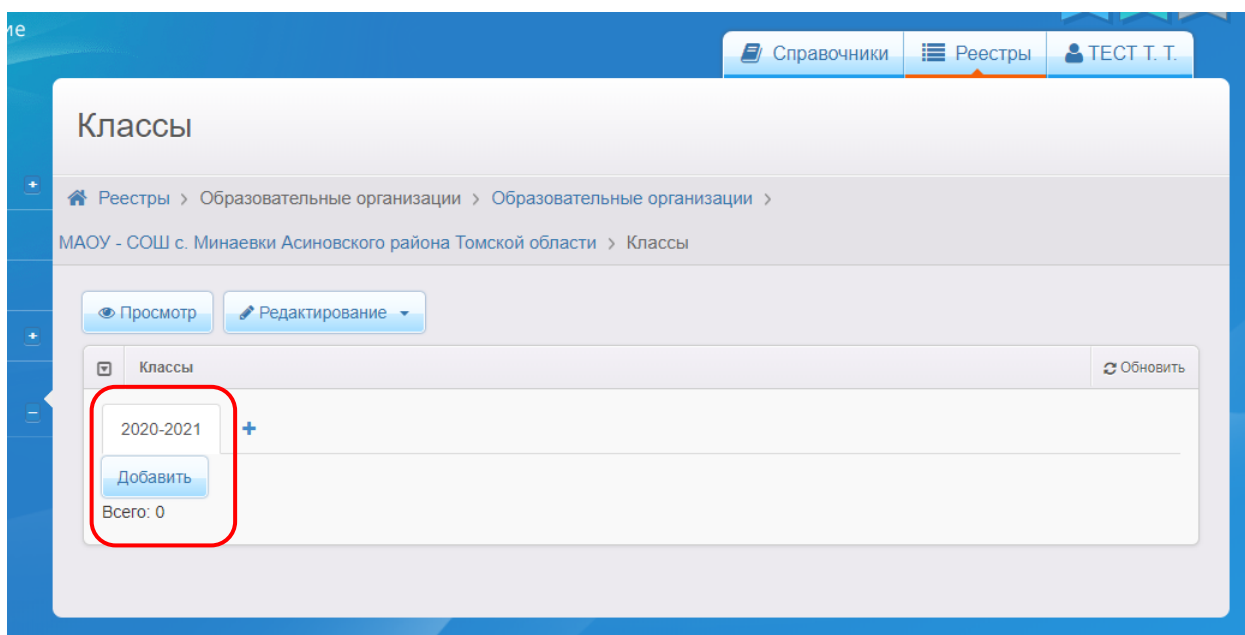 ие
Справочники
Реестры
ТЕСТ Т. Т.
Классы
Реестры > Образовательные организации > Образовательные организации >
МАОУ - СОШ с. Минаевки Асиновского района Томской области > Классы
Просмотр
Редактирование
Классы
Обновить
2020-2021 +
Добавить
Всего: 0